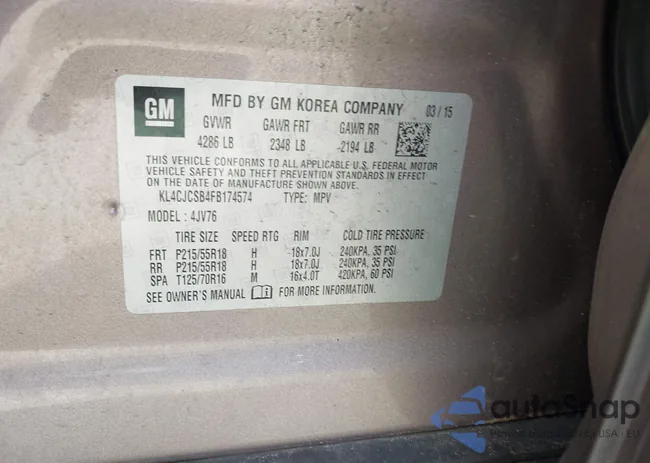 GM MFD BY GM KOREA COMPANY 03/15
GVWR GAWR FRT GAWR RR
4286 LB 2348 LB -2194 LB
THIS VEHICLE CONFORMS TO ALL APPLICABLE U.S. FEDERAL MOTOR
VEHICLE SAFETY AND THEFT PREVENTION STANDARDS IN EFFECT
ON THE DATE OF MANUFACTURE SHOWN ABOVE.
KL4CJCSB4FB174574 TYPE: MPV
MODEL: 4JV76
TIRE SIZE SPEED RTG RIM COLD TIRE PRESSURE
FRT P215/55R18 H 18x7.0J 240KPA, 35 PSI
RR P215/55R18 H 18x7.0J 240KPA, 35 PSI
SPA T125/70R16 M 16x4.0T 420KPA, 60 PSI
SEE OWNER'S MANUAL FOR MORE INFORMATION.
autoSnap
USA - EU